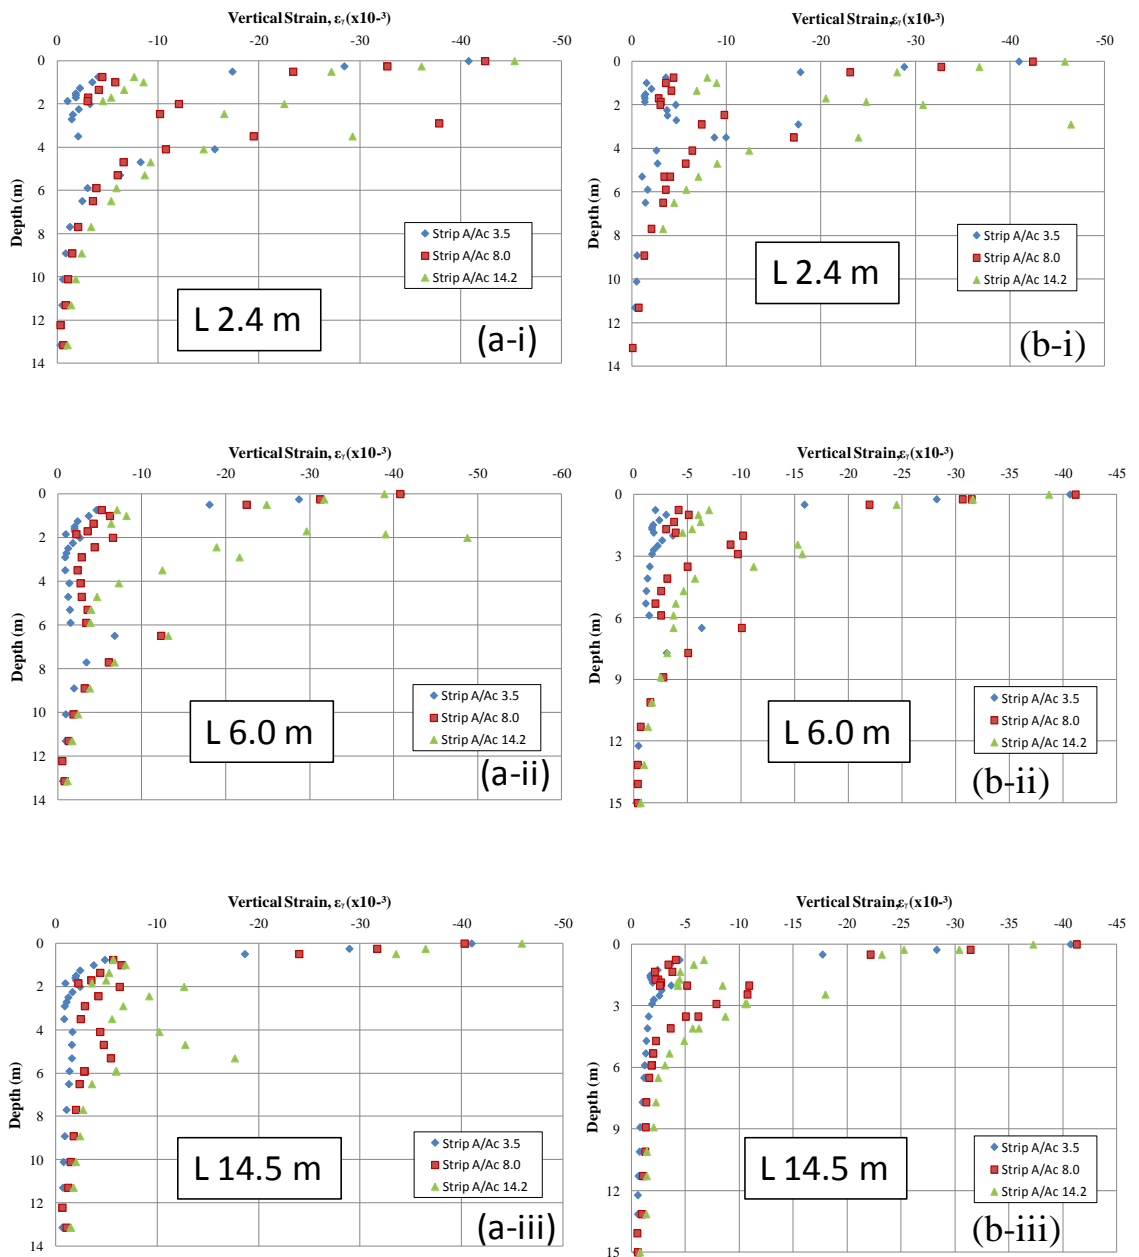 Vertical Strain, εᵧ (x10-³)
0 -10 -20 -30 -40 -50
0
2
4
6
8
10
12
14
Depth (m)
Strip A/Ac 3.5
Strip A/Ac 8.0
Strip A/Ac 14.2
L 2.4 m
(a-i)
Vertical Strain, εᵧ (x10-³)
0 -10 -20 -30 -40 -50
0
2
4
6
8
10
12
14
Depth (m)
Strip A/Ac 3.5
Strip A/Ac 8.0
Strip A/Ac 14.2
L 2.4 m
(b-i)
Vertical Strain, εᵧ (x10-³)
0 -10 -20 -30 -40 -50 -60
0
2
4
6
8
10
12
14
Depth (m)
Strip A/Ac 3.5
Strip A/Ac 8.0
Strip A/Ac 14.2
L 6.0 m
(a-ii)
Vertical Strain, εᵧ (x10-³)
0 -5 -10 -15 -20 -25 -30 -35 -40 -45
0
3
6
9
12
15
Depth (m)
Strip A/Ac 3.5
Strip A/Ac 8.0
Strip A/Ac 14.2
L 6.0 m
(b-ii)
Vertical Strain, εᵧ (x10-³)
0 -10 -20 -30 -40 -50
0
2
4
6
8
10
12
14
Depth (m)
Strip A/Ac 3.5
Strip A/Ac 8.0
Strip A/Ac 14.2
L 14.5 m
(a-iii)
Vertical Strain, εᵧ (x10-³)
0 -5 -10 -15 -20 -25 -30 -35 -40 -45
0
3
6
9
12
15
Depth (m)
Strip A/Ac 3.5
Strip A/Ac 8.0
Strip A/Ac 14.2
L 14.5 m
(b-iii)